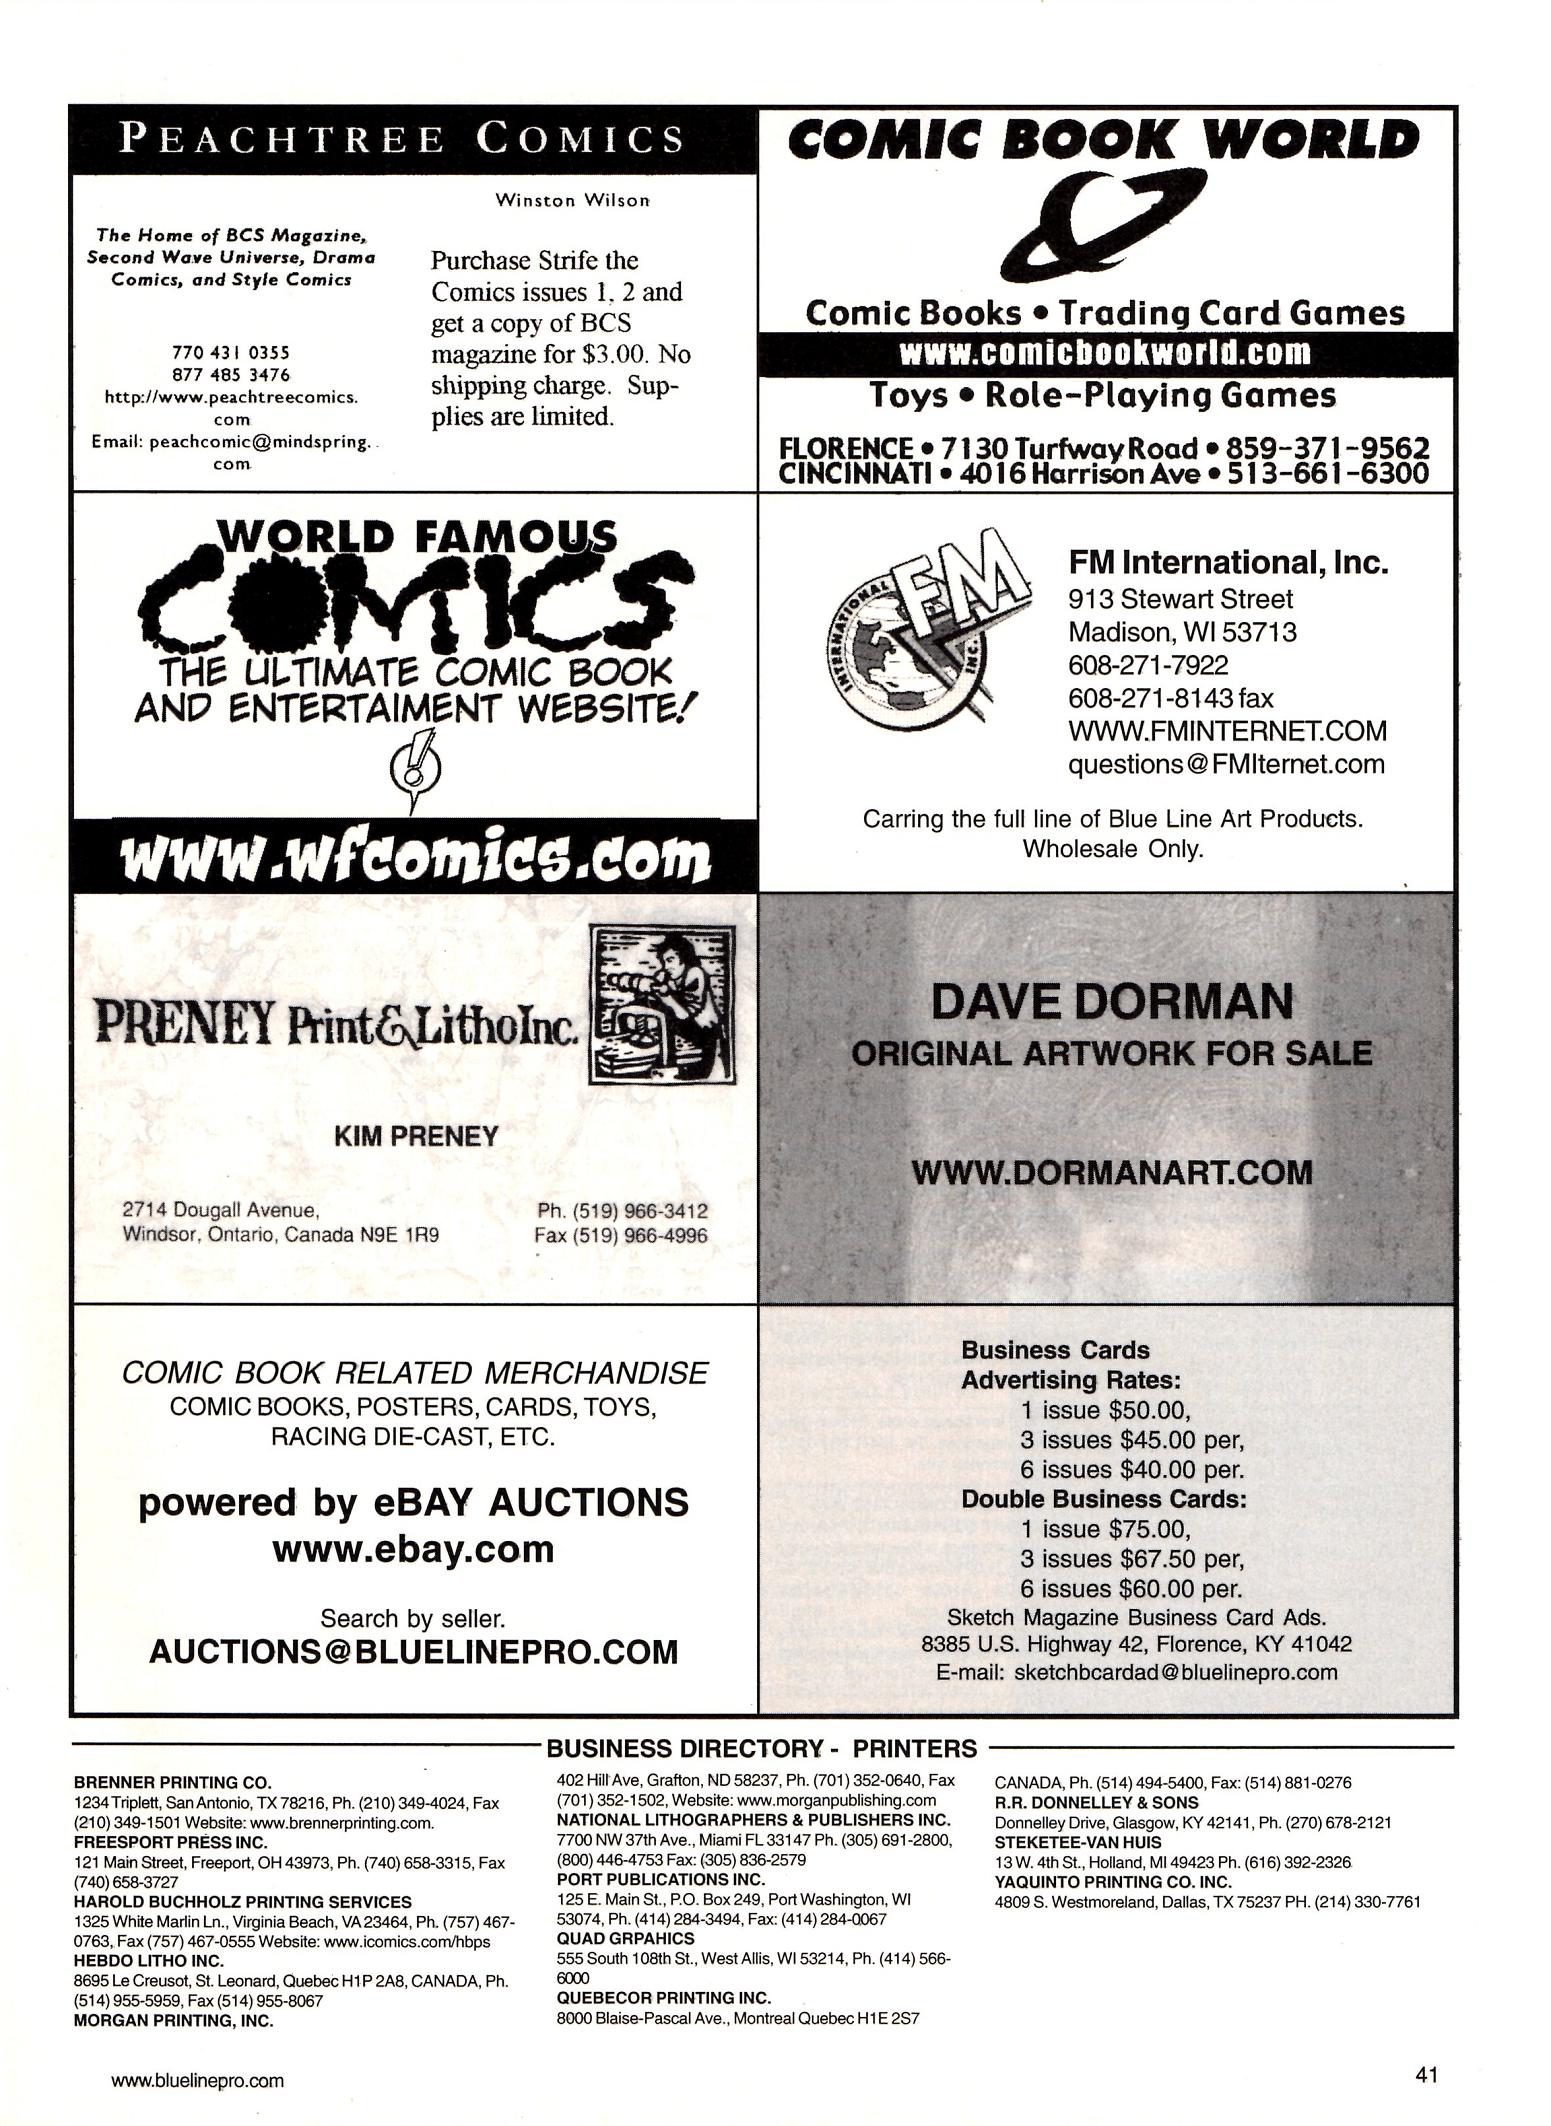 PEACHTREE COMICS
Winston Wilson
The Home of BCS Magazine,
Second Wave Universe, Drama
Comics, and Style Comics
770 431 0355
877 485 3476
http://www.peachtreecomics.
com
Email: peachcomic@mindspring.
com
Purchase Strife the
Comics issues 1, 2 and
get a copy of BCS
magazine for $3.00. No
shipping charge. Sup-
plies are limited.
COMIC BOOK WORLD
Comic Books • Trading Card Games
www.comicbookworld.com
Toys • Role-Playing Games
FLORENCE • 7130 Turfway Road • 859-371-9562
CINCINNATI • 4016 Harrison Ave • 513-661-6300
WORLD FAMOUS
COMICS
THE ULTIMATE COMIC BOOK
AND ENTERTAIMENT WEBSITE!
www.wfcomics.com
INTERNATIONAL
FM
INC.
FM International, Inc.
913 Stewart Street
Madison, WI 53713
608-271-7922
608-271-8143 fax
WWW.FMINTERNET.COM
questions@FMIternet.com
Carring the full line of Blue Line Art Products.
Wholesale Only.
PRENEY Print & Litho Inc.
KIM PRENEY
2714 Dougall Avenue,
Windsor, Ontario, Canada N9E 1R9
Ph. (519) 966-3412
Fax (519) 966-4996
DAVE DORMAN
ORIGINAL ARTWORK FOR SALE
WWW.DORMANART.COM
COMIC BOOK RELATED MERCHANDISE
COMIC BOOKS, POSTERS, CARDS, TOYS,
RACING DIE-CAST, ETC.
powered by eBAY AUCTIONS
www.ebay.com
Search by seller.
AUCTIONS@BLUELINEPRO.COM
Business Cards
Advertising Rates:
1 issue $50.00,
3 issues $45.00 per,
6 issues $40.00 per.
Double Business Cards:
1 issue $75.00,
3 issues $67.50 per,
6 issues $60.00 per.
Sketch Magazine Business Card Ads.
8385 U.S. Highway 42, Florence, KY 41042
E-mail: sketchbcardad@bluelinepro.com
BUSINESS DIRECTORY - PRINTERS
BRENNER PRINTING CO.
1234 Triplett, San Antonio, TX 78216, Ph. (210) 349-4024, Fax
(210) 349-1501 Website: www.brennerprinting.com.
FREESPORT PRESS INC.
121 Main Street, Freeport, OH 43973, Ph. (740) 658-3315, Fax
(740) 658-3727
HAROLD BUCHHOLZ PRINTING SERVICES
1325 White Marlin Ln., Virginia Beach, VA 23464, Ph. (757) 467-
0763, Fax (757) 467-0555 Website: www.icomics.com/hbps
HEBDO LITHO INC.
8695 Le Creusot, St. Leonard, Quebec H1P 2A8, CANADA, Ph.
(514) 955-5959, Fax (514) 955-8067
MORGAN PRINTING, INC.
402 Hill Ave, Grafton, ND 58237, Ph. (701) 352-0640, Fax
(701) 352-1502, Website: www.morganpublishing.com
NATIONAL LITHOGRAPHERS & PUBLISHERS INC.
7700 NW 37th Ave., Miami FL 33147 Ph. (305) 691-2800,
(800) 446-4753 Fax: (305) 836-2579
PORT PUBLICATIONS INC.
125 E. Main St., P.O. Box 249, Port Washington, WI
53074, Ph. (414) 284-3494, Fax: (414) 284-0067
QUAD GRPAHICS
555 South 108th St., West Allis, WI 53214, Ph. (414) 566-
6000
QUEBECOR PRINTING INC.
8000 Blaise-Pascal Ave., Montreal Quebec H1E 2S7
CANADA, Ph. (514) 494-5400, Fax: (514) 881-0276
R.R. DONNELLEY & SONS
Donnelley Drive, Glasgow, KY 42141, Ph. (270) 678-2121
STEKETEE-VAN HUIS
13 W. 4th St., Holland, MI 49423 Ph. (616) 392-2326
YAQUINTO PRINTING CO. INC.
4809 S. Westmoreland, Dallas, TX 75237 PH. (214) 330-7761
www.bluelinepro.com
41